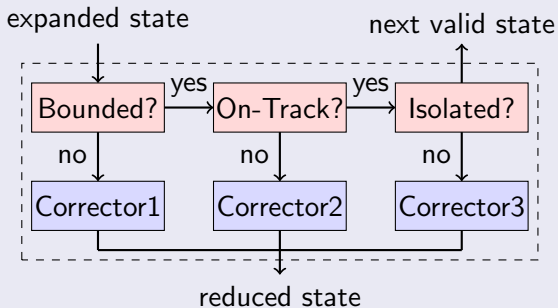 expanded state
next valid state
Bounded?
yes
On-Track?
yes
Isolated?
no
no
no
Corrector1
Corrector2
Corrector3
reduced state